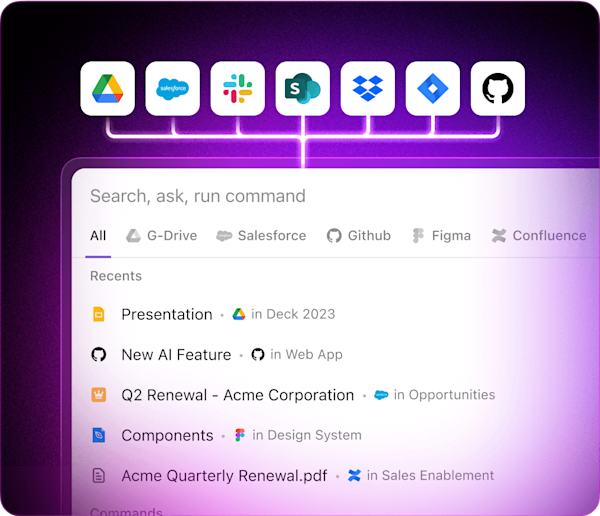 salesforce
S
Search, ask, run command
All G-Drive Salesforce Github Figma Confluence
Recents
Presentation • in Deck 2023
New AI Feature • in Web App
Q2 Renewal - Acme Corporation • in Opportunities
Components • in Design System
Acme Quarterly Renewal.pdf • in Sales Enablement
Commands